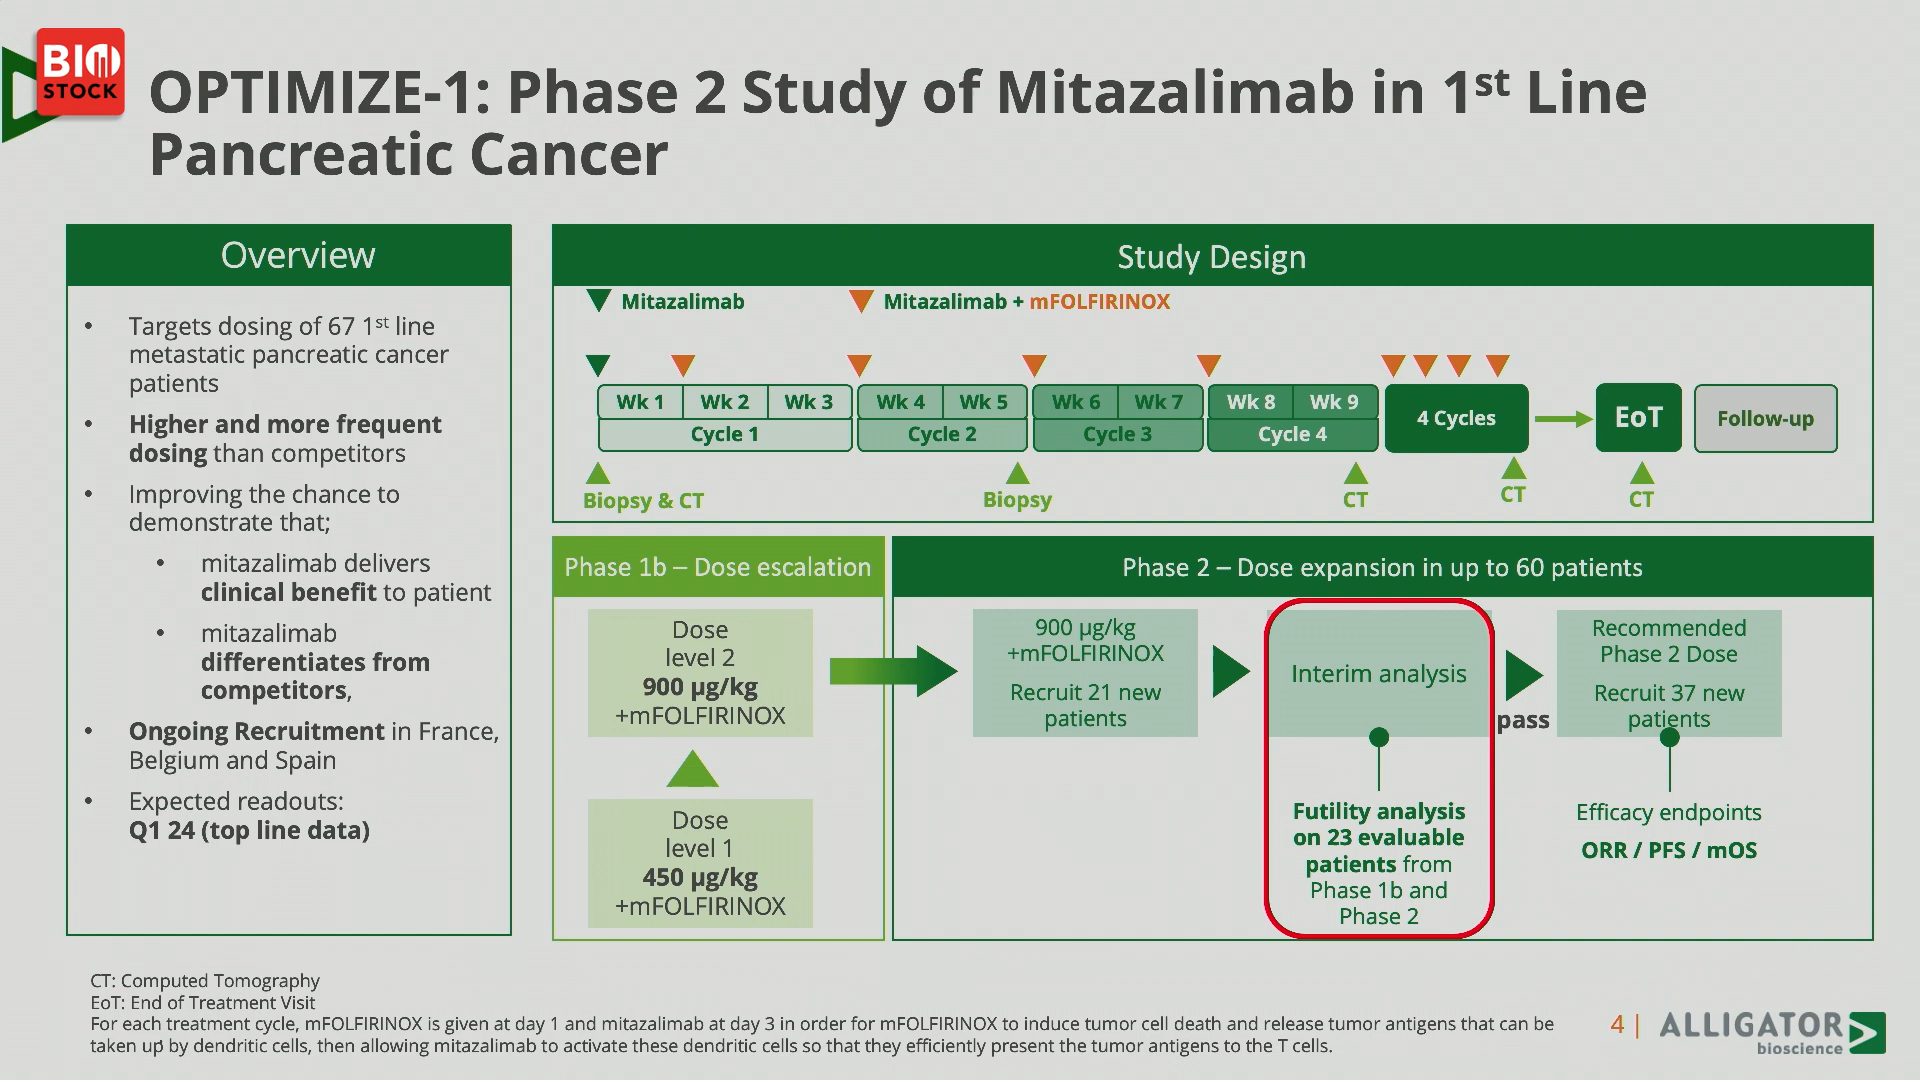 BIO
STOCK
OPTIMIZE-1: Phase 2 Study of Mitazalimab in 1st Line
Pancreatic Cancer
Overview
• Targets dosing of 67 1st line
metastatic pancreatic cancer
patients
• Higher and more frequent
dosing than competitors
• Improving the chance to
demonstrate that;
• mitazalimab delivers
clinical benefit to patient
• mitazalimab
differentiates from
competitors,
• Ongoing Recruitment in France,
Belgium and Spain
• Expected readouts:
Q1 24 (top line data)
Study Design
Mitazalimab
Mitazalimab + mFOLFIRINOX
Wk 1 Wk 2 Wk 3 Wk 4 Wk 5 Wk 6 Wk 7 Wk 8 Wk 9
Cycle 1 Cycle 2 Cycle 3 Cycle 4
4 Cycles
EoT
Follow-up
Biopsy & CT
Biopsy
CT
CT
CT
Phase 1b – Dose escalation
Dose
level 2
900 µg/kg
+mFOLFIRINOX
Dose
level 1
450 µg/kg
+mFOLFIRINOX
Phase 2 – Dose expansion in up to 60 patients
900 µg/kg
+mFOLFIRINOX
Recruit 21 new
patients
Interim analysis
Futility analysis
on 23 evaluable
patients from
Phase 1b and
Phase 2
pass
Recommended
Phase 2 Dose
Recruit 37 new
patients
Efficacy endpoints
ORR / PFS / mOS
CT: Computed Tomography
EoT: End of Treatment Visit
For each treatment cycle, mFOLFIRINOX is given at day 1 and mitazalimab at day 3 in order for mFOLFIRINOX to induce tumor cell death and release tumor antigens that can be
taken up by dendritic cells, then allowing mitazalimab to activate these dendritic cells so that they efficiently present the tumor antigens to the T cells.
4 |
ALLIGATOR
bioscience